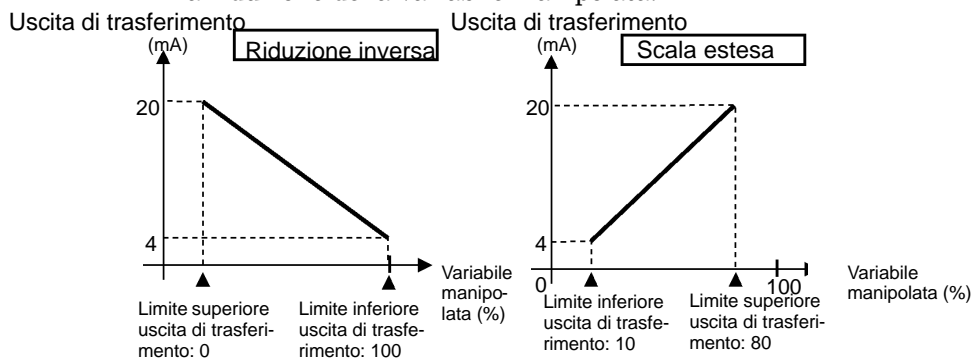 Uscita di trasferimento
(mA)
Riduzione inversa
20
4
Variabile
manipo-
lata (%)
Limite superiore
uscita di trasferi-
mento: 0
Limite inferiore
uscita di trasfe-
rimento: 100
Uscita di trasferimento
(mA)
Scala estesa
20
4
0
100
Variabile
manipolata (%)
Limite inferiore
uscita di trasfe-
rimento: 10
Limite superiore
uscita di trasferi-
mento: 80